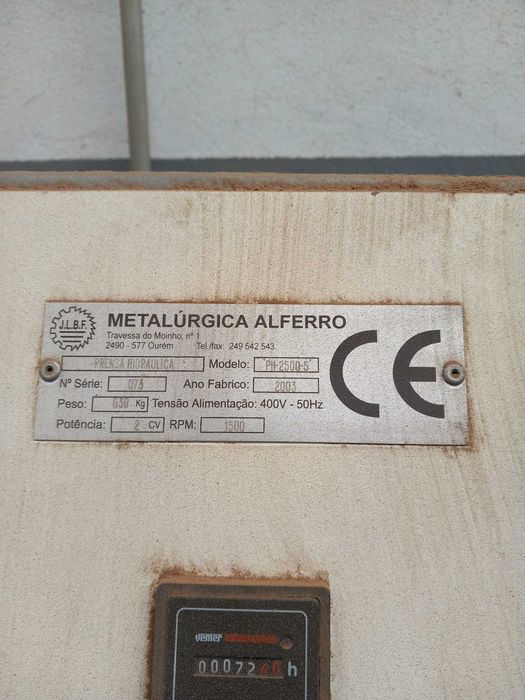 J.L.B.F.
METALÚRGICA ALFERRO
Travessa do Moinho, nº 1
2490 - 577 Ourém Tel./fax: 249 542 543
PRENSA HIDRAULICA Modelo: PH-2500-5
Nº Série: 073 Ano Fabrico: 2003
Peso: 830 Kg Tensão Alimentação: 400V - 50Hz
Potência: 2 CV RPM: 1500
CE
vemer
00072 h